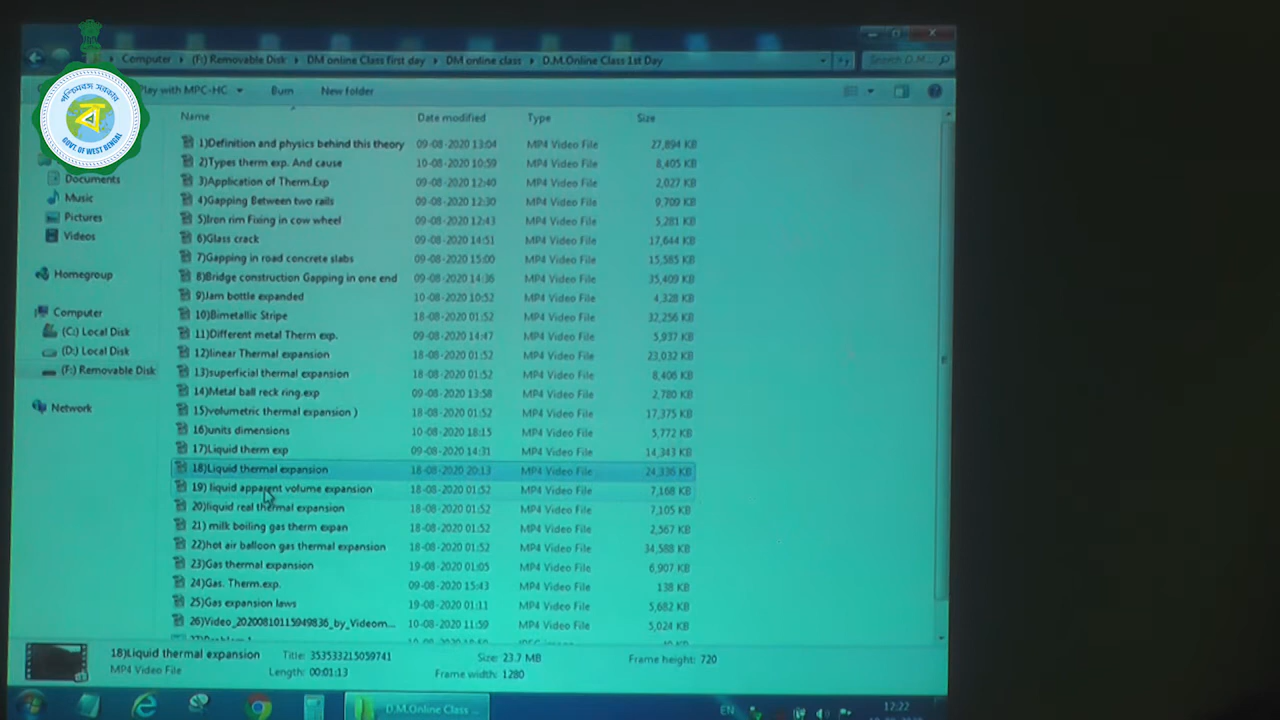 Computer ▸ (F:) Removable Disk ▸ DM online Class first day ▸ DM online class ▸ D.M.Online Class 1st Day
Search D.M...
Play with MPC-HC Burn New folder
পশ্চিমবঙ্গ সরকার
ব
GOVT. OF WEST BENGAL
Documents
Music
Pictures
Videos
Homegroup
Computer
(C:) Local Disk
(D:) Local Disk
(F:) Removable Disk
Network
Name Date modified Type Size
1)Definition and physics behind this theory 09-08-2020 13:04 MP4 Video File 27,894 KB
2)Types therm exp. And cause 10-08-2020 10:59 MP4 Video File 8,405 KB
3)Application of Therm.Exp 09-08-2020 12:40 MP4 Video File 2,027 KB
4)Gapping Between two rails 09-08-2020 12:30 MP4 Video File 9,709 KB
5)Iron rim Fixing in cow wheel 09-08-2020 12:43 MP4 Video File 5,281 KB
6)Glass crack 09-08-2020 14:51 MP4 Video File 17,644 KB
7)Gapping in road concrete slabs 09-08-2020 15:00 MP4 Video File 15,585 KB
8)Bridge construction Gapping in one end 09-08-2020 14:36 MP4 Video File 35,409 KB
9)Jam bottle expanded 10-08-2020 10:52 MP4 Video File 4,328 KB
10)Bimetallic Stripe 18-08-2020 01:52 MP4 Video File 32,256 KB
11)Different metal Therm exp. 09-08-2020 14:47 MP4 Video File 5,937 KB
12)linear Thermal expansion 18-08-2020 01:52 MP4 Video File 23,032 KB
13)superficial thermal expansion 18-08-2020 01:52 MP4 Video File 8,406 KB
14)Metal ball reck ring.exp 09-08-2020 13:58 MP4 Video File 2,780 KB
15)volumetric thermal expansion ) 18-08-2020 01:52 MP4 Video File 17,375 KB
16)units dimensions 10-08-2020 18:15 MP4 Video File 5,772 KB
17)Liquid therm exp 09-08-2020 14:31 MP4 Video File 14,343 KB
18)Liquid thermal expansion 18-08-2020 20:13 MP4 Video File 24,336 KB
19) liquid apparent volume expansion 18-08-2020 01:52 MP4 Video File 7,168 KB
20)liquid real thermal expansion 18-08-2020 01:52 MP4 Video File 7,105 KB
21) milk boiling gas therm expan 18-08-2020 01:52 MP4 Video File 2,567 KB
22)hot air balloon gas thermal expansion 18-08-2020 01:52 MP4 Video File 34,588 KB
23)Gas thermal expansion 19-08-2020 01:05 MP4 Video File 6,907 KB
24)Gas. Therm.exp. 09-08-2020 15:43 MP4 Video File 138 KB
25)Gas expansion laws 19-08-2020 01:11 MP4 Video File 5,682 KB
26)Video_20200810115949836_by_Videom... 10-08-2020 11:59 MP4 Video File 5,024 KB
18)Liquid thermal expansion Title: 353533215059741 Size: 23.7 MB Frame height: 720
MP4 Video File Length: 00:01:13 Frame width: 1280
D.M.Online Class ... EN 12:22